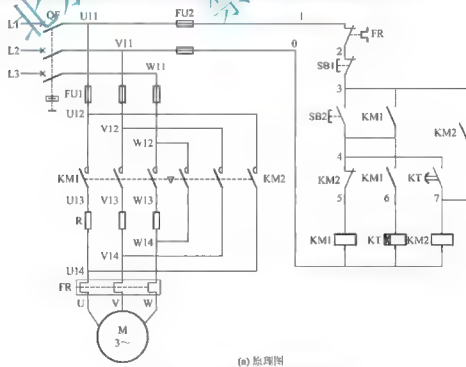 L1 QF U11 FU2 1
L2 V11 0 FR
L3 W11 2
SB1
FU1 3
U12 SB2 KM1 KM2
V12
W12 4
KM1 KM2 KM2 KM1 KT
U13 V13 W13 5 6 7
R KM1 KT KM2
W14
V14
U14
FR
U V W
M
3~
(a) 原理图